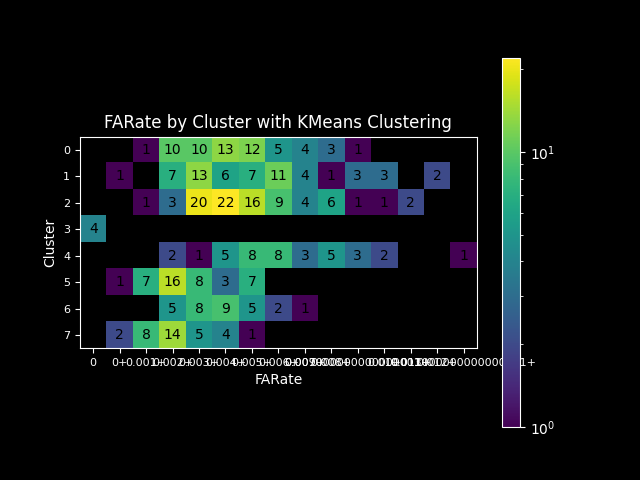 FARate by Cluster with KMeans Clustering
0 1 10 10 13 12 5 4 3 1
1 1 7 13 6 7 11 4 1 3 3 2
2 1 3 20 22 16 9 4 6 1 1 2
3 4
4 2 1 5 8 8 3 5 3 2 1
5 1 7 16 8 3 7
6 5 8 9 5 2 1
7 2 8 14 5 4 1
Cluster
0
FARate
10^1
10^0